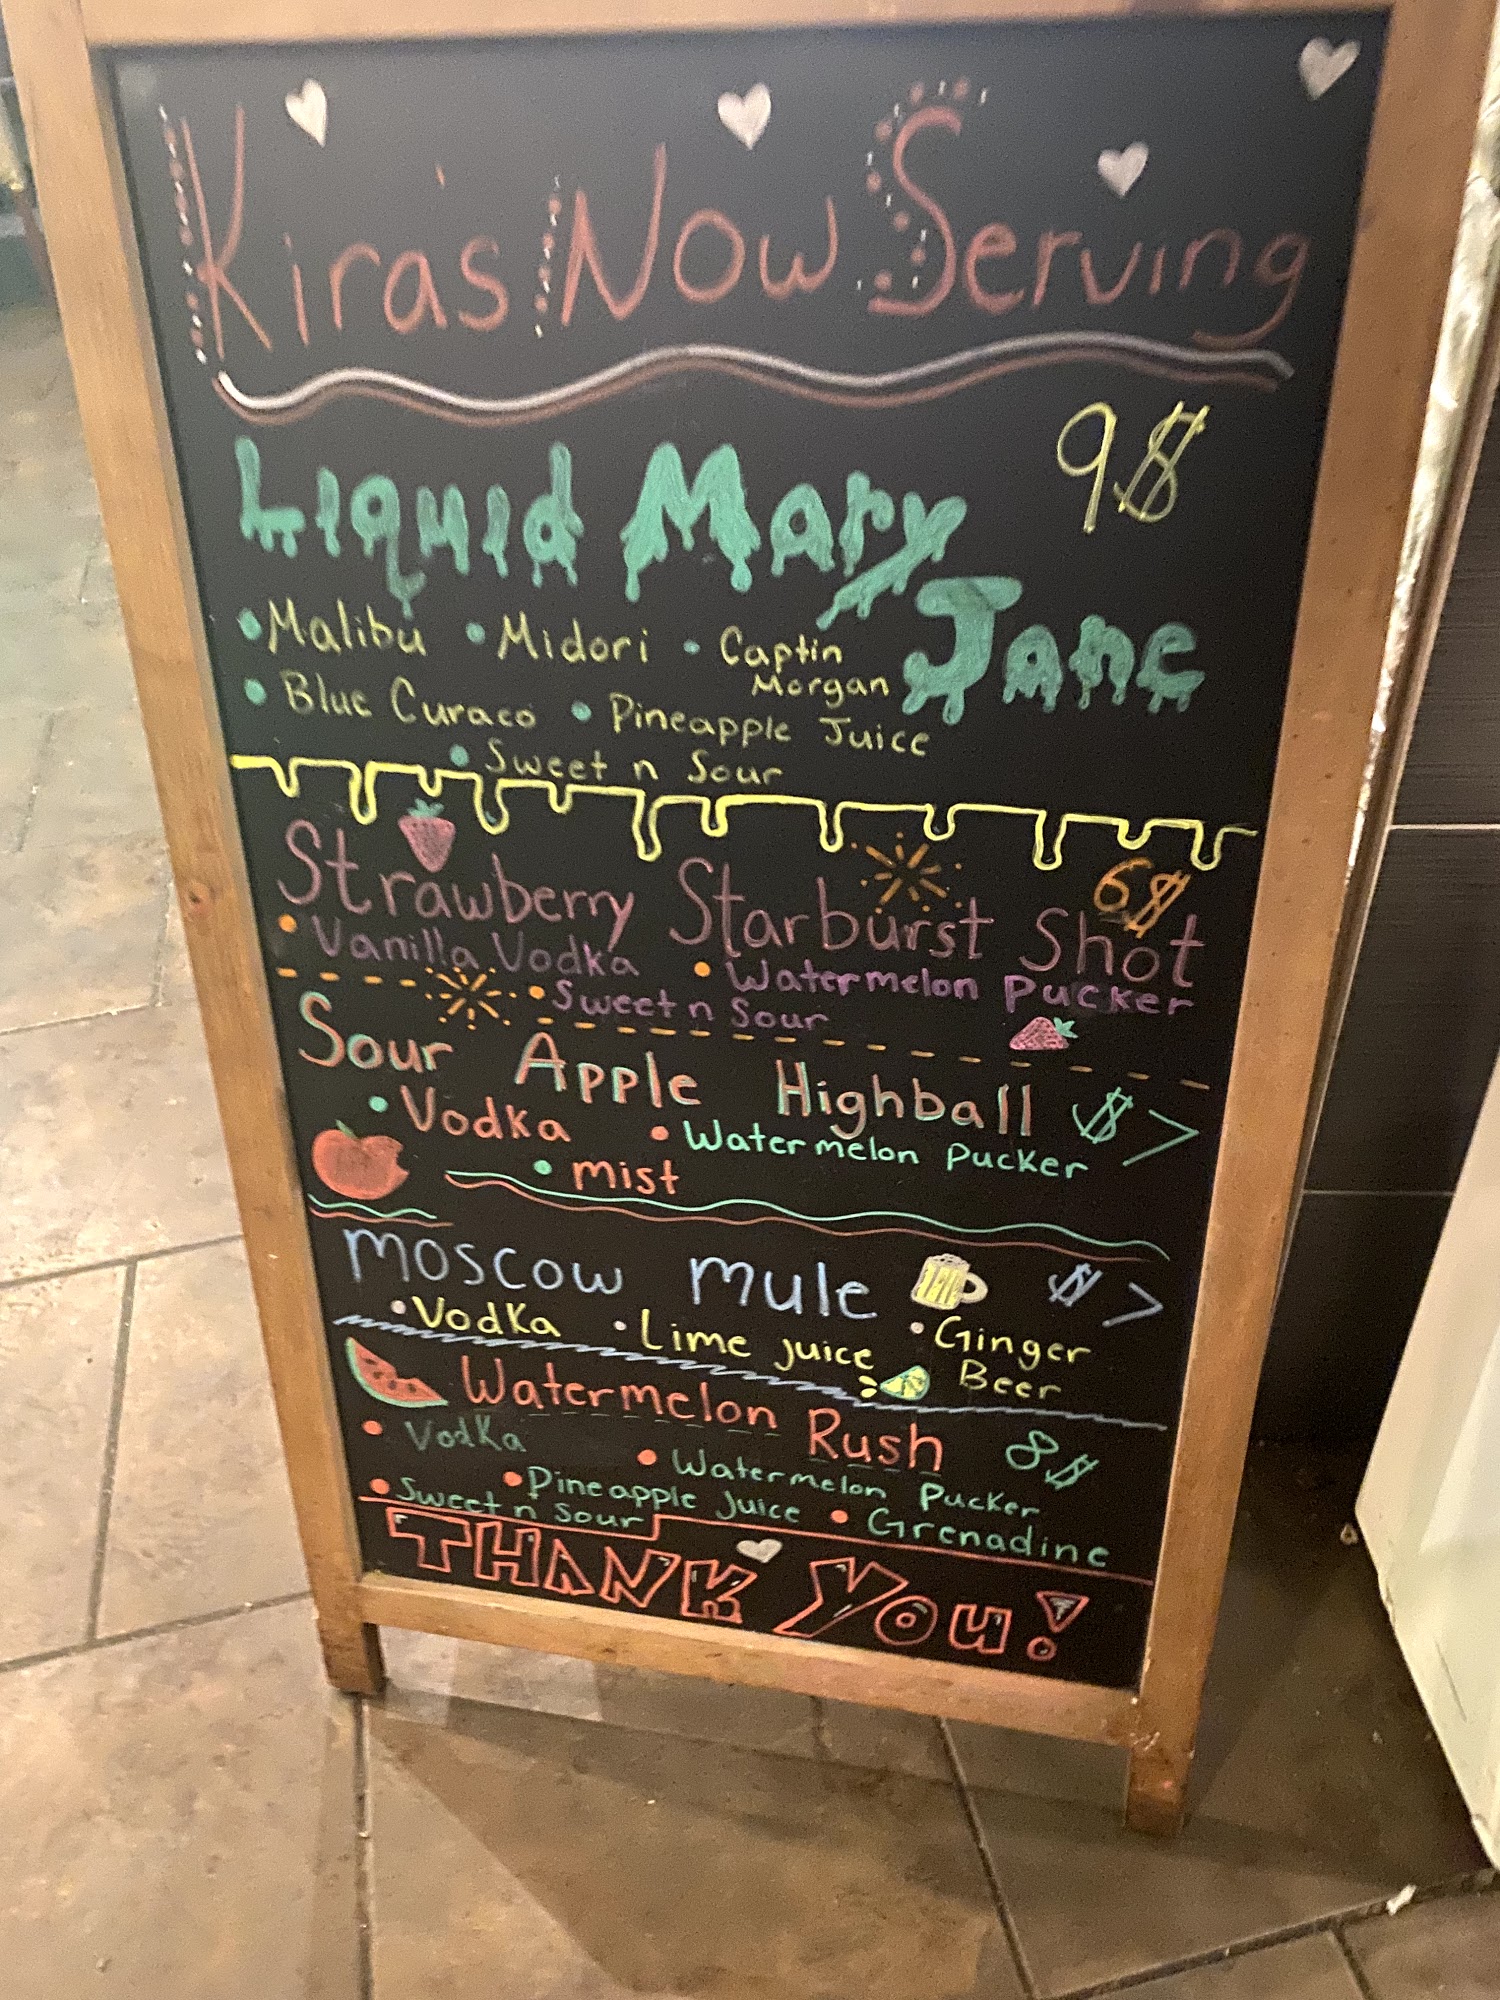 Kira's Now Serving
Liquid Mary Jane 9$
• Malibu • Midori • Captin Morgan
• Blue Curaco • Pineapple Juice
• Sweet n Sour
Strawberry Starburst Shot 6$
• Vanilla Vodka • Watermelon Pucker
• Sweet n Sour
Sour Apple Highball $7
• Vodka • Watermelon Pucker
• mist
moscow mule $7
• Vodka • Lime juice • Ginger Beer
Watermelon Rush 8$
• Vodka • Watermelon Pucker
• Sweet n Sour • Pineapple Juice • Grenadine
THANK You!